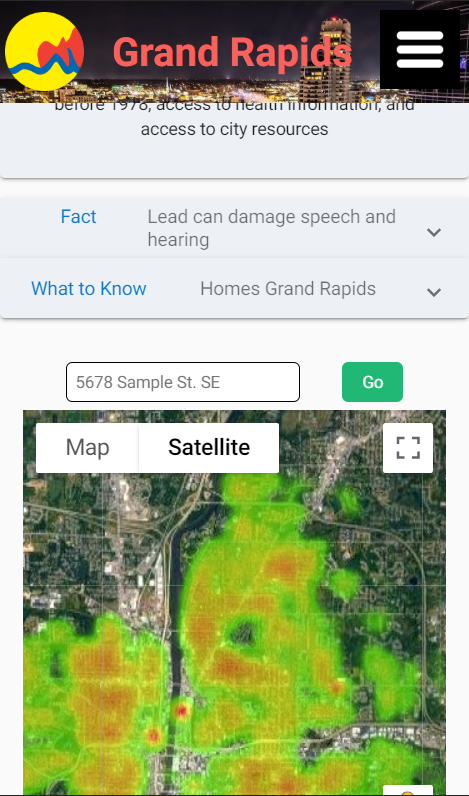 Grand Rapids
before 1978, access to health information, and
access to city resources
Fact
Lead can damage speech and
hearing
What to Know
Homes Grand Rapids
5678 Sample St. SE
Go
Map
Satellite